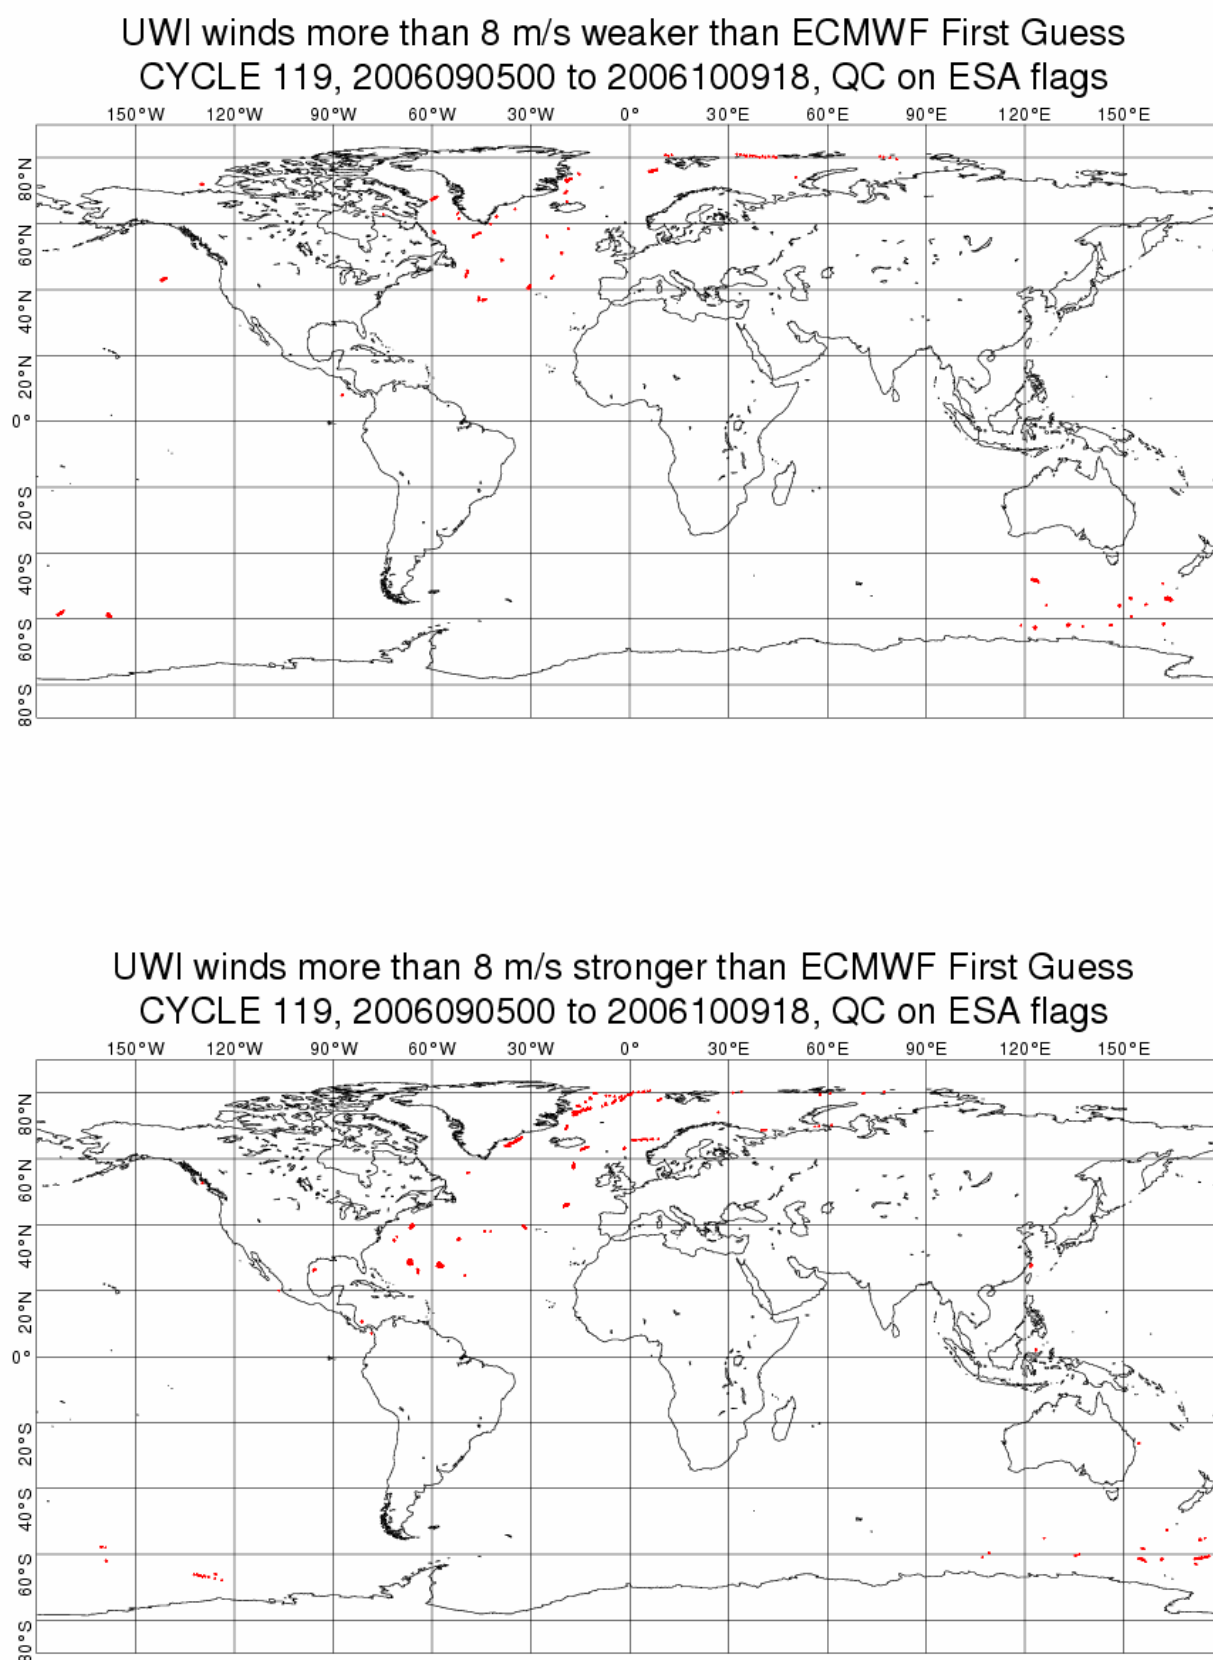 UWI winds more than 8 m/s weaker than ECMWF First Guess
CYCLE 119, 2006090500 to 2006100918, QC on ESA flags
150°W 120°W 90°W 60°W 30°W 0° 30°E 60°E 90°E 120°E 150°E
80°N
60°N
40°N
20°N
0°
20°S
40°S
60°S
80°S
UWI winds more than 8 m/s stronger than ECMWF First Guess
CYCLE 119, 2006090500 to 2006100918, QC on ESA flags
150°W 120°W 90°W 60°W 30°W 0° 30°E 60°E 90°E 120°E 150°E
80°N
60°N
40°N
20°N
0°
20°S
40°S
60°S
80°S